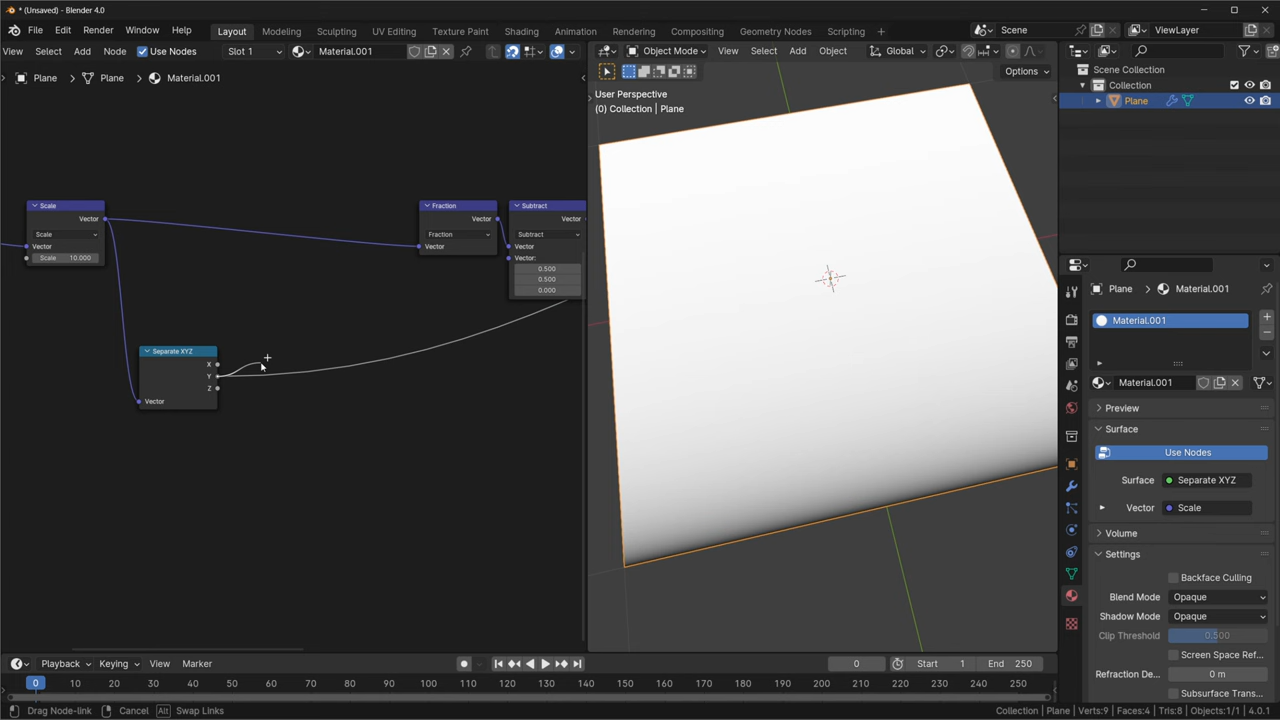 * (Unsaved) - Blender 4.0
File Edit Render Window Help Layout Modeling Sculpting UV Editing Texture Paint Shading Animation Rendering Compositing Geometry Nodes Scripting + Scene ViewLayer
View Select Add Node Use Nodes Slot 1 Material.001 Object Mode View Select Add Object Global
Plane Plane Material.001 Options
User Perspective
(0) Collection | Plane
Scene Collection
Collection
Plane
Scale
Vector
Scale
Vector
Scale 10.000
Fraction
Vector
Fraction
Vector
Subtract
Vector
Subtract
Vector
Vector:
0.500
0.500
0.000
Separate XYZ
X
Y
Z
Vector
Plane Material.001
Material.001
Material.001
Preview
Surface
Use Nodes
Surface Separate XYZ
Vector Scale
Volume
Settings
Backface Culling
Blend Mode Opaque
Shadow Mode Opaque
Clip Threshold 0.500
Screen Space Ref...
Refraction De... 0 m
Subsurface Trans...
Playback Keying View Marker 0 Start 1 End 250
0 10 20 30 40 50 60 70 80 90 100 110 120 130 140 150 160 170 180 190 200 210 220 230 240 250
Drag Node-link Cancel Alt Swap Links Collection | Plane | Verts:9 | Faces:4 | Tris:8 | Objects:1/1 | 4.0.1